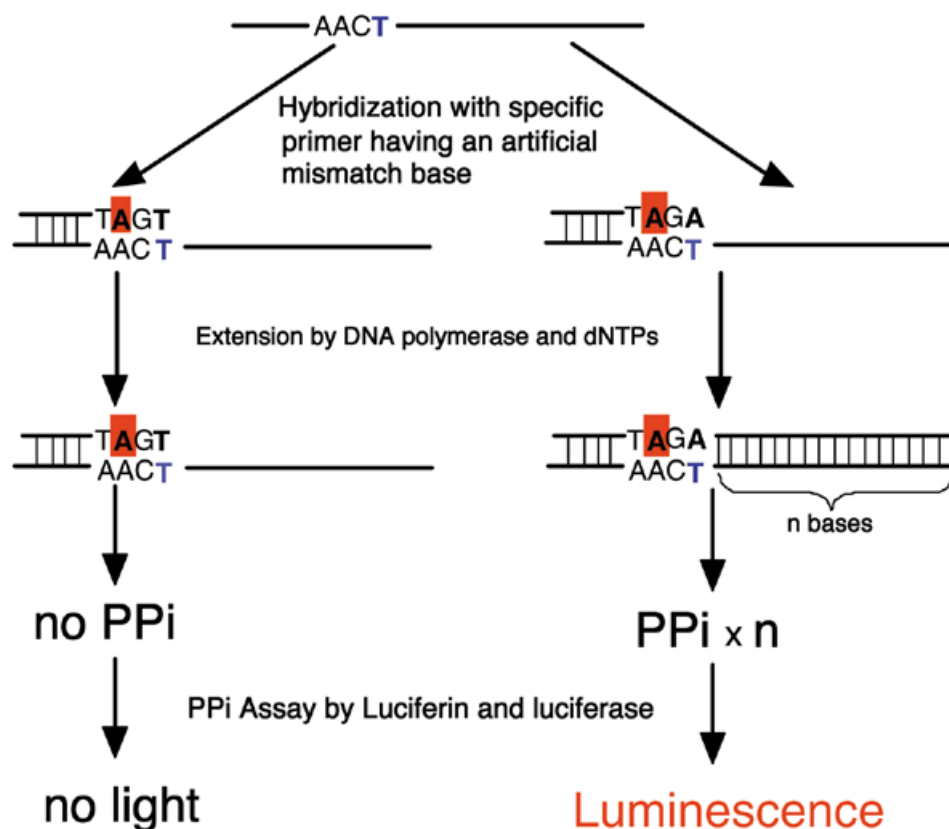 AACT
Hybridization with specific
primer having an artificial
mismatch base
TAGT
AACT
TAGA
AACT
Extension by DNA polymerase and dNTPs
TAGT
AACT
TAGA
AACT
n bases
no PPi
PPi x n
PPi Assay by Luciferin and luciferase
no light
Luminescence